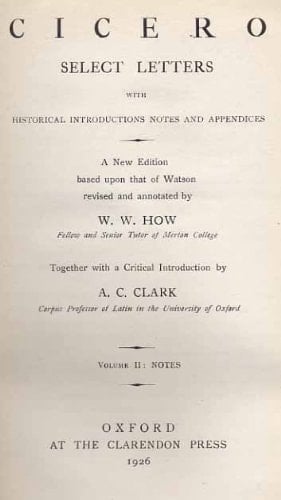 CICERO
SELECT LETTERS
WITH
HISTORICAL INTRODUCTIONS NOTES AND APPENDICES
A New Edition
based upon that of Watson
revised and annotated by
W. W. HOW
Fellow and Senior Tutor of Merton College
Together with a Critical Introduction by
A. C. CLARK
Corpus Professor of Latin in the University of Oxford
VOLUME II: NOTES
OXFORD
AT THE CLARENDON PRESS
1926